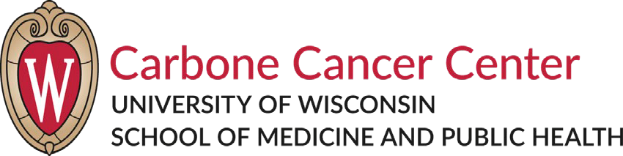 W
Carbone Cancer Center
UNIVERSITY OF WISCONSIN
SCHOOL OF MEDICINE AND PUBLIC HEALTH